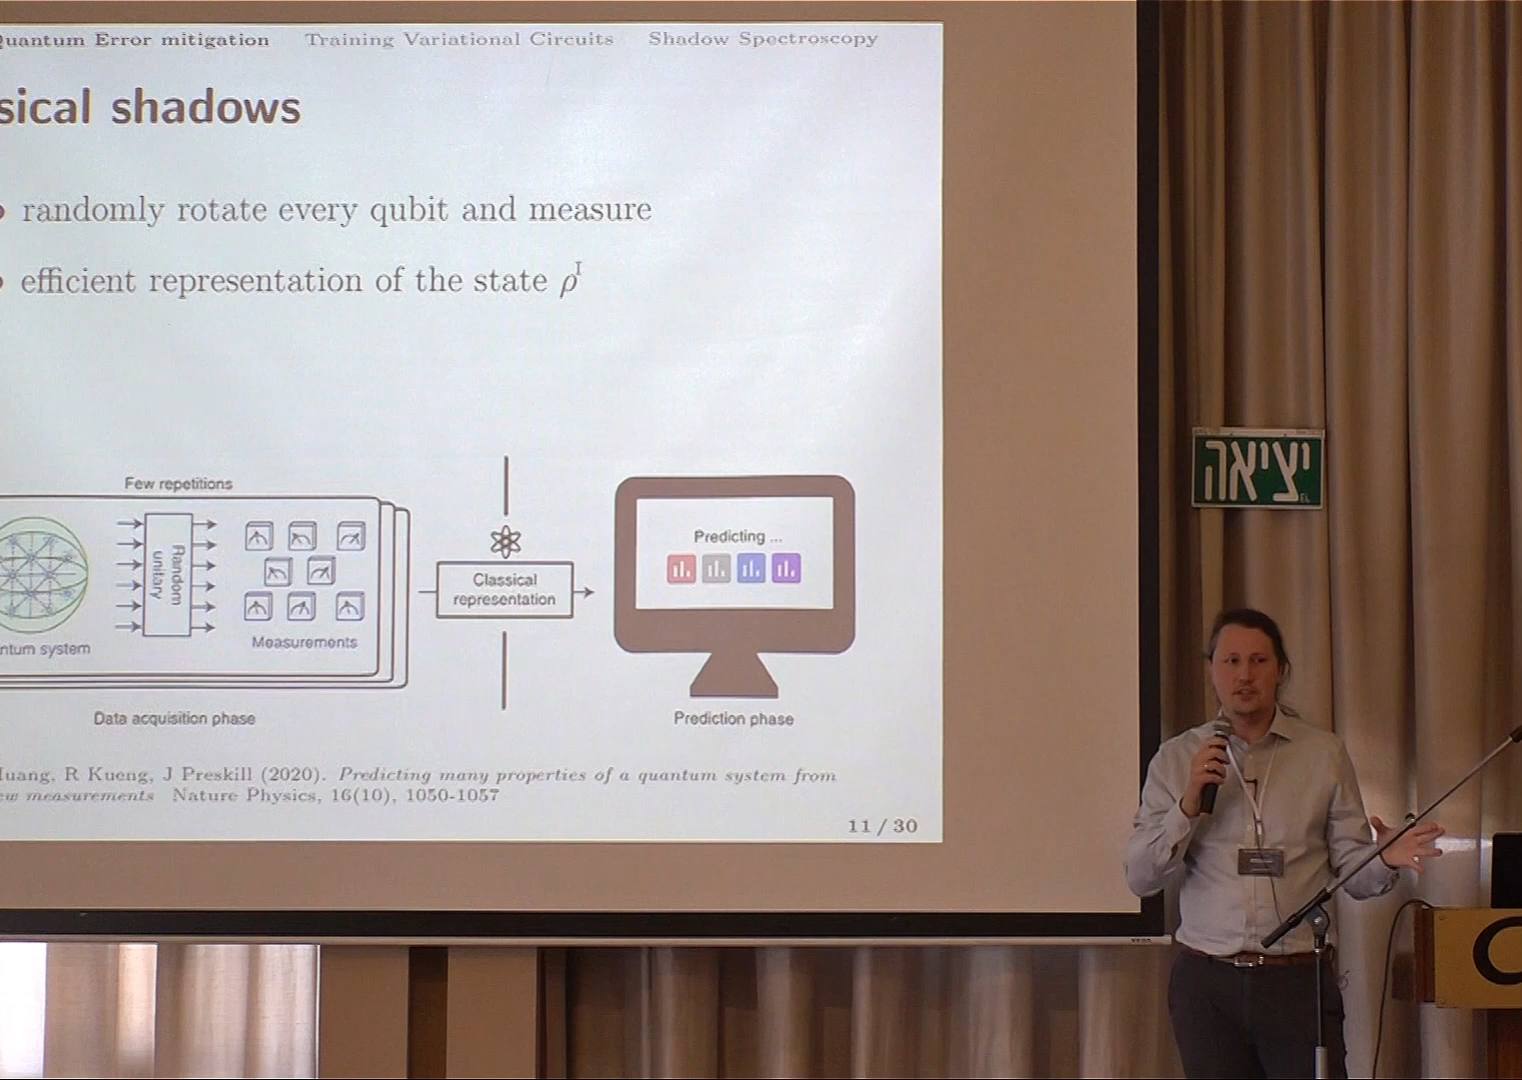 Quantum Error mitigation Training Variational Circuits Shadow Spectroscopy
sical shadows
randomly rotate every qubit and measure
efficient representation of the state ρ
Few repetitions
Random
unitary
Measurements
ntum system
Data acquisition phase
Classical
representation
Predicting ...
Prediction phase
Huang, R Kueng, J Preskill (2020). Predicting many properties of a quantum system from
ew measurements Nature Physics, 16(10), 1050-1057
11 / 30
יציאה